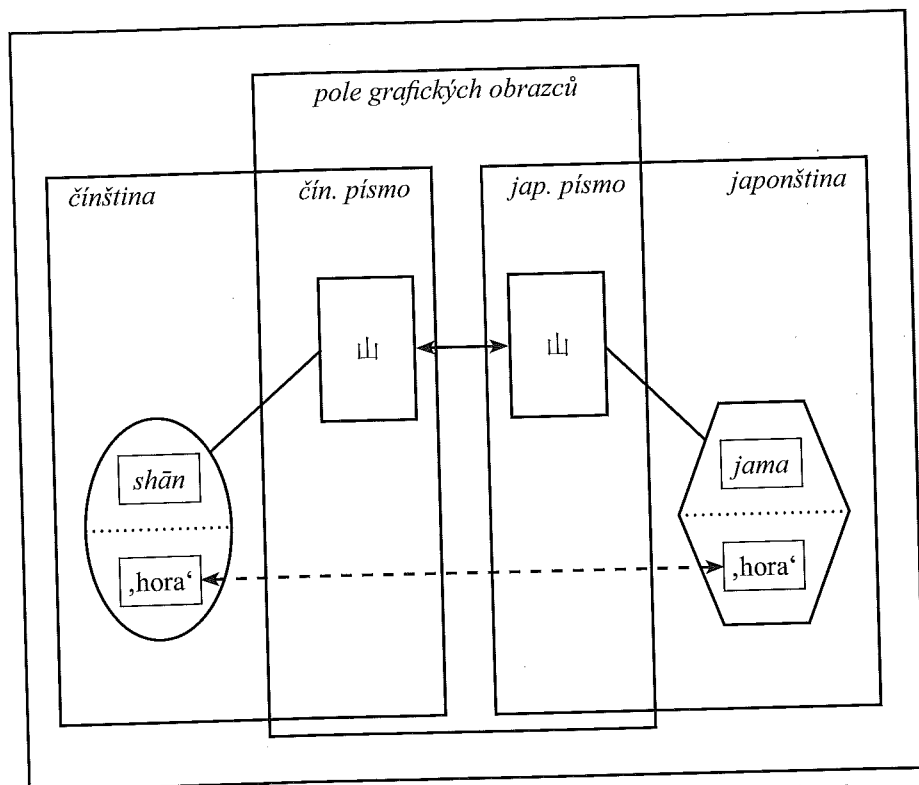 pole grafických obrazců
čínština čín. písmo jap. písmo japonština
山 山
shān jama
‚hora‘ ‚hora‘